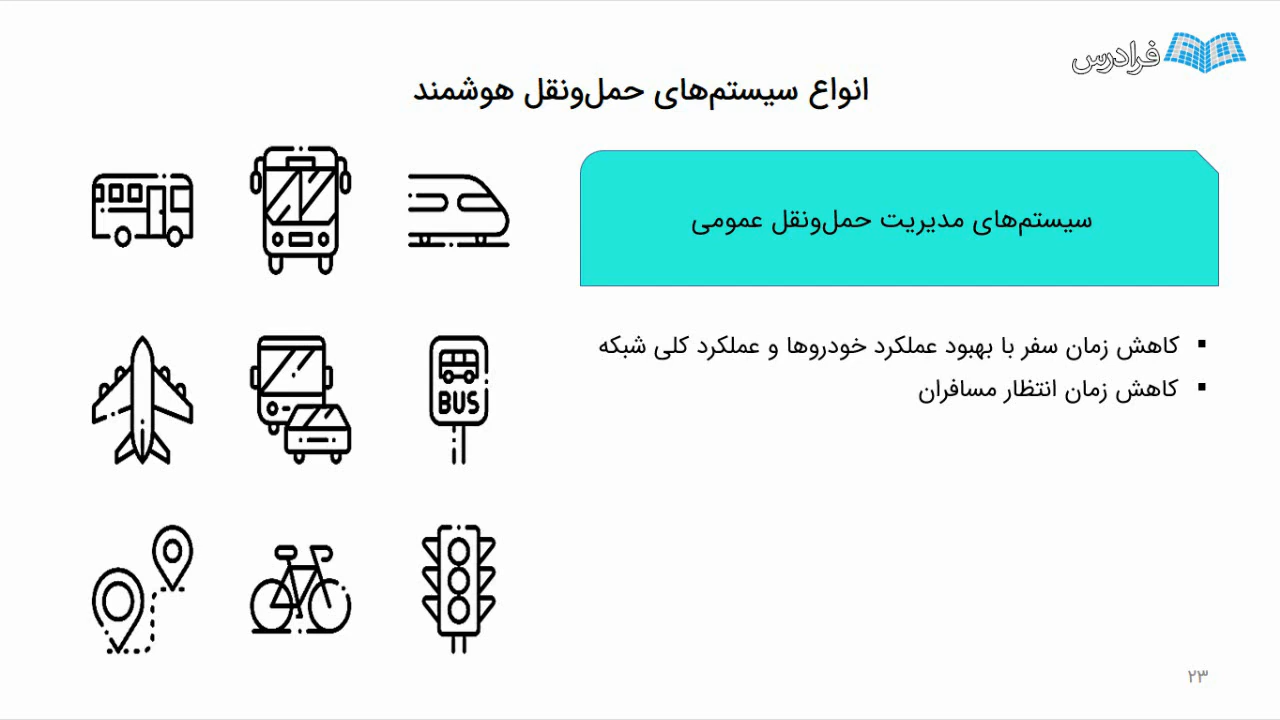 فرادرس
انواع سیستم‌های حمل‌ونقل هوشمند
سیستم‌های مدیریت حمل‌ونقل عمومی
▪ کاهش زمان سفر با بهبود عملکرد خودروها و عملکرد کلی شبکه
▪ کاهش زمان انتظار مسافران
BUS
۲۳